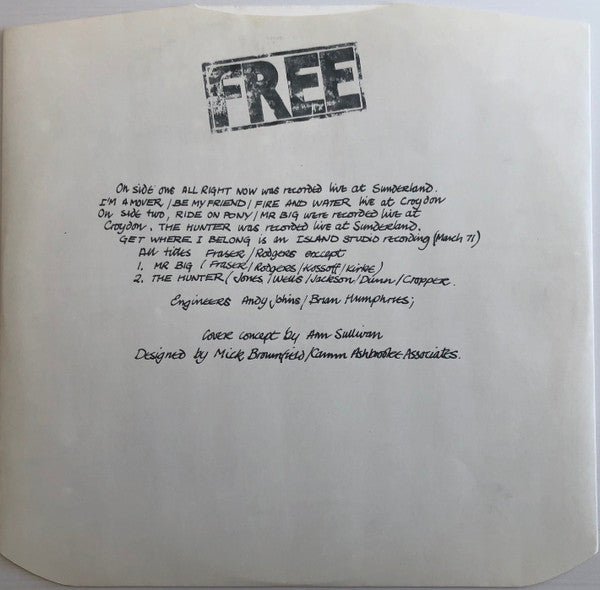 FREE
On side one ALL RIGHT NOW was recorded live at Sunderland.
I'M A MOVER / BE MY FRIEND / FIRE AND WATER live at Croydon
On side two, RIDE ON PONY / MR BIG were recorded live at
Croydon. THE HUNTER was recorded live at Sunderland.
GET WHERE I BELONG is an ISLAND STUDIO recording (March 71)
All titles Fraser / Rodgers except
1. MR BIG (Fraser / Rodgers / Kossoff / Kirke)
2. THE HUNTER (Jones / Wells / Jackson / Dunn / Cropper.
Engineers Andy Johns / Brian Humphries;
Cover concept by Ann Sullivan
Designed by Mick Brownfield / Camm Ashbrooke Associates.